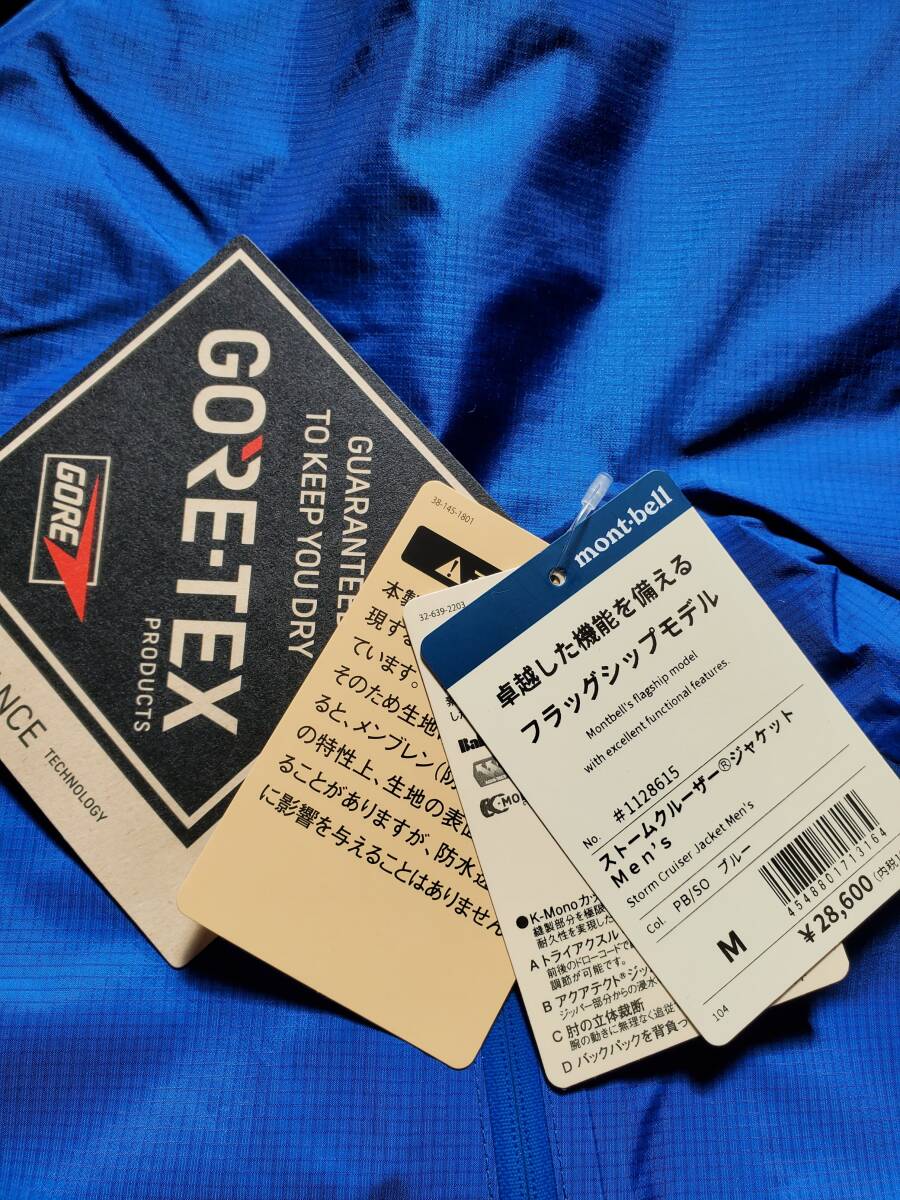 GORE
GORE-TEX
PRODUCTS
GUARANTEED
TO KEEP YOU DRY
TECHNOLOGY
38-145-1801
本製
現する
ています。
そのため生地
ると、メンブレン(防
の特性上、生地の表面
ることがありますが、防水
に影響を与えることはありません
32-639-2203
●K-Monoカ
縫製部分を極限
耐久性を実現した
A トライアクスル
前後のドローコードで
調節が可能です。
B アクアテクト®ジッ
ジッパー部分からの浸水
C 肘の立体裁断
腕の動きに無理なく追従
D バックパックを背負っ
mont·bell
卓越した機能を備える
フラッグシップモデル
Montbell's flagship model
with excellent functional features.
No. #1128615
ストームクルーザー®ジャケット
Men's
Storm Cruiser Jacket Men's
Col. PB/SO ブルー
4548801713164
M
¥28,600 (内税
104